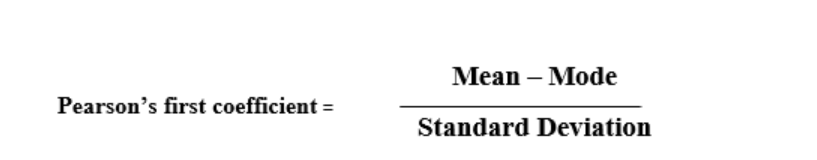 Mean – Mode
Pearson’s first coefficient =
Standard Deviation